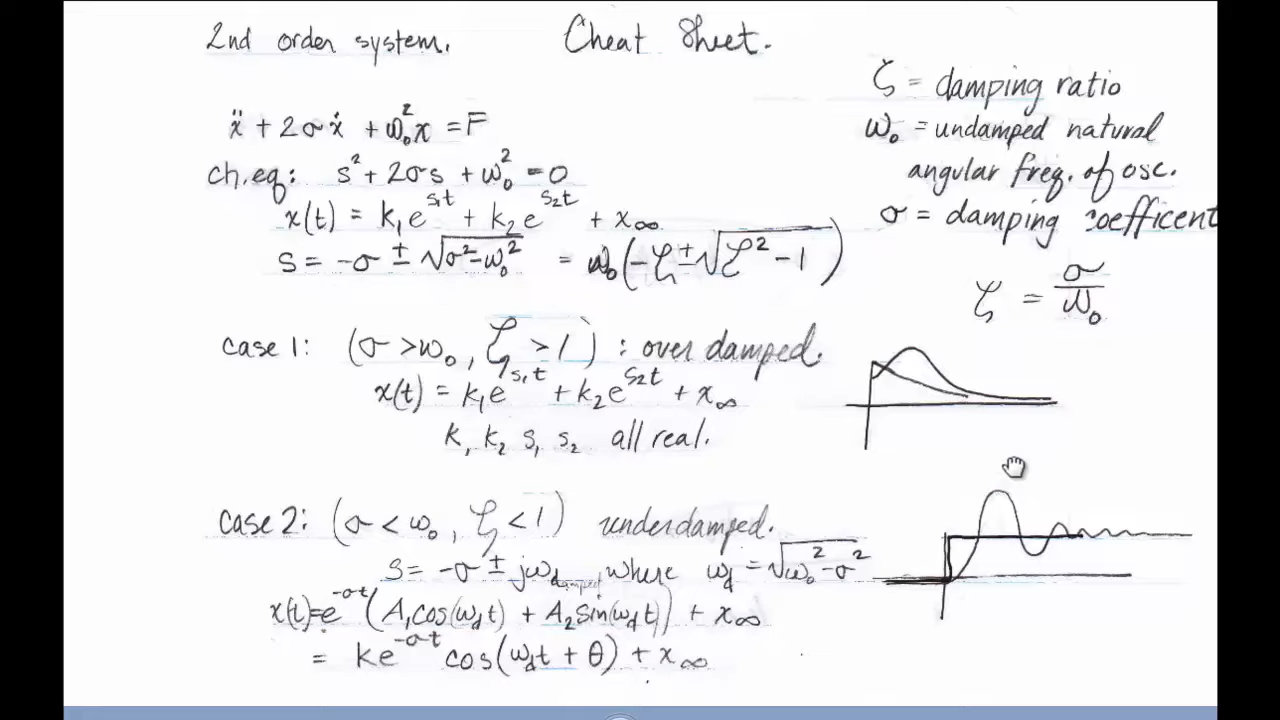 2nd order system. Cheat Sheet.
ζ = damping ratio
ω₀ = undamped natural
angular freq. of osc.
σ = damping coefficent
ζ = σ/ω₀
ẍ + 2σẋ + ω₀²x = F
ch.eq: s² + 2σs + ω₀² = 0
x(t) = k₁e^(s₁t) + k₂e^(s₂t) + x∞
s = -σ ± √(σ²-ω₀²) = ω₀(-ζ ± √(ζ²-1))
case 1: (σ > ω₀, ζ > 1) : over damped.
x(t) = k₁e^(s₁t) + k₂e^(s₂t) + x∞
k, k₂ s, s₂ all real.
case 2: (σ < ω₀, ζ < 1) underdamped.
s = -σ ± jω_damped where ω_d = √(ω₀²-σ²)
x(t) = e^(-σt) (A₁cos(ω_d t) + A₂sin(ω_d t)) + x∞
= ke^(-σt) cos(ω_d t + θ) + x∞